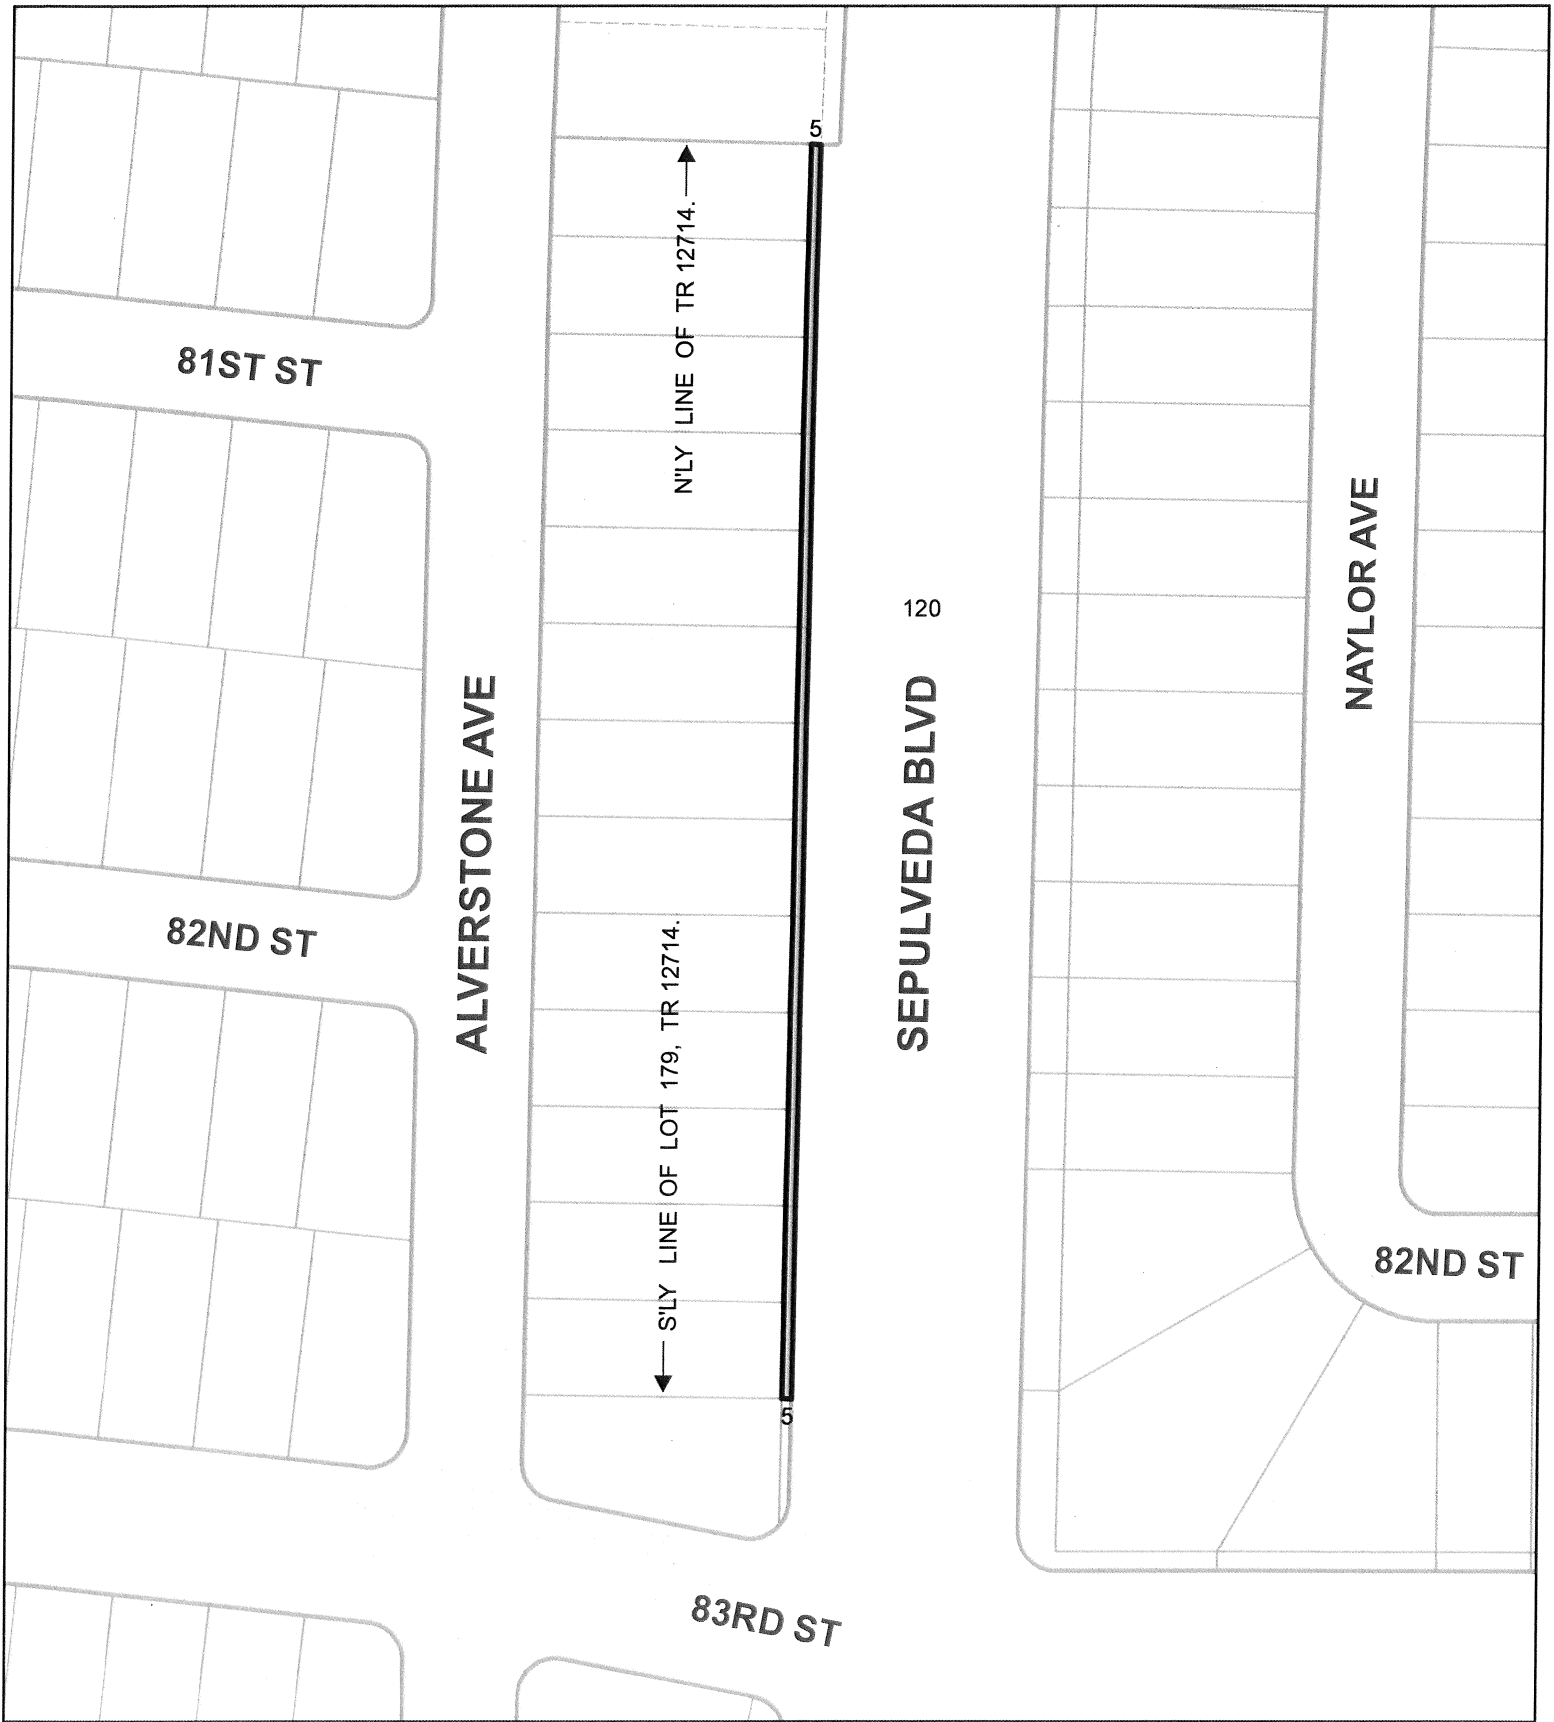 5
N'LY LINE OF TR 12714.
81ST ST
NAYLOR AVE
120
ALVERSTONE AVE
SEPULVEDA BLVD
82ND ST
S'LY LINE OF LOT 179, TR 12714.
82ND ST
5
83RD ST